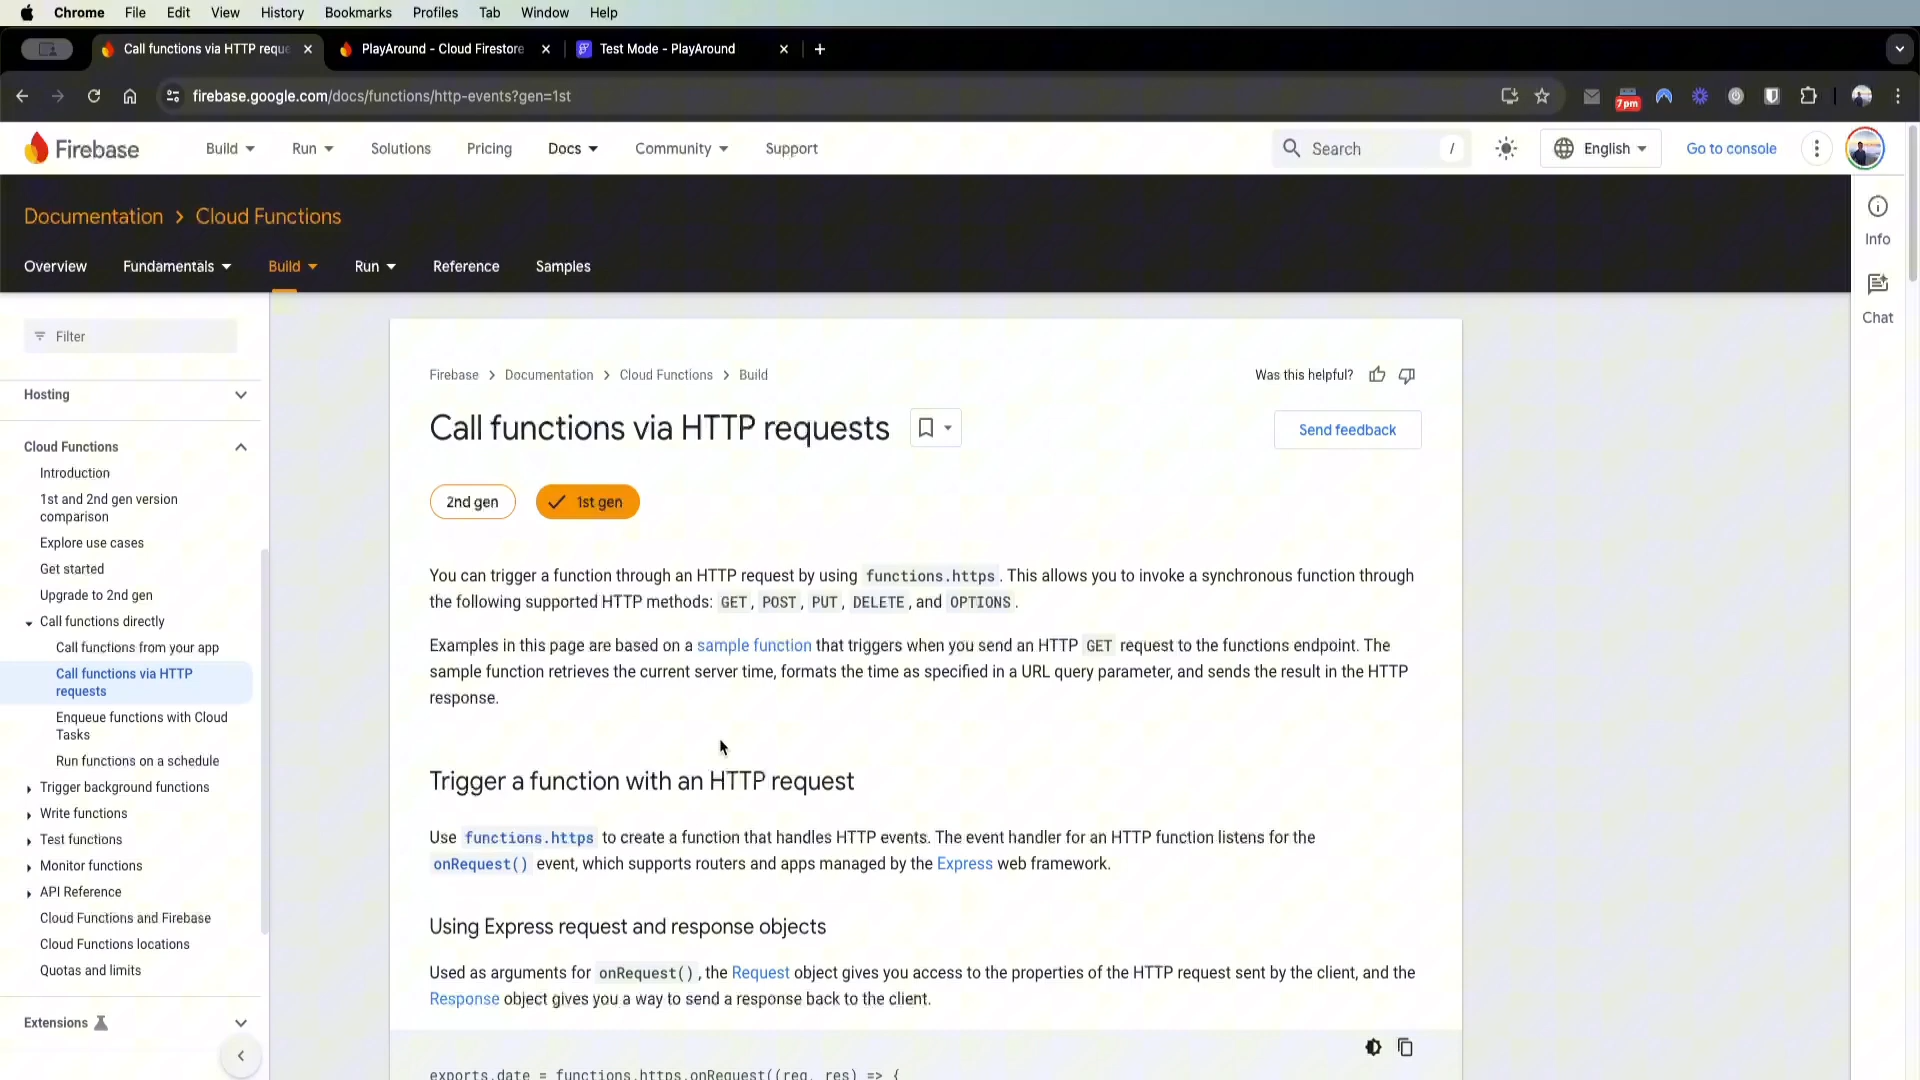 Chrome File Edit View History Bookmarks Profiles Tab Window Help
Call functions via HTTP reque
PlayAround - Cloud Firestore
Test Mode - PlayAround
firebase.google.com/docs/functions/http-events?gen=1st
7pm
Firebase
Build Run Solutions Pricing Docs Community Support
Search /
English
Go to console
Documentation > Cloud Functions
Overview Fundamentals Build Run Reference Samples
Info
Chat
Filter
Hosting
Cloud Functions
Introduction
1st and 2nd gen version
comparison
Explore use cases
Get started
Upgrade to 2nd gen
Call functions directly
Call functions from your app
Call functions via HTTP
requests
Enqueue functions with Cloud
Tasks
Run functions on a schedule
Trigger background functions
Write functions
Test functions
Monitor functions
API Reference
Cloud Functions and Firebase
Cloud Functions locations
Quotas and limits
Extensions
Firebase > Documentation > Cloud Functions > Build
Was this helpful?
Call functions via HTTP requests
Send feedback
2nd gen
1st gen
You can trigger a function through an HTTP request by using functions.https. This allows you to invoke a synchronous function through
the following supported HTTP methods: GET, POST, PUT, DELETE, and OPTIONS.
Examples in this page are based on a sample function that triggers when you send an HTTP GET request to the functions endpoint. The
sample function retrieves the current server time, formats the time as specified in a URL query parameter, and sends the result in the HTTP
response.
Trigger a function with an HTTP request
Use functions.https to create a function that handles HTTP events. The event handler for an HTTP function listens for the
onRequest() event, which supports routers and apps managed by the Express web framework.
Using Express request and response objects
Used as arguments for onRequest(), the Request object gives you access to the properties of the HTTP request sent by the client, and the
Response object gives you a way to send a response back to the client.
exports.date = functions.https.onRequest((req, res) => {